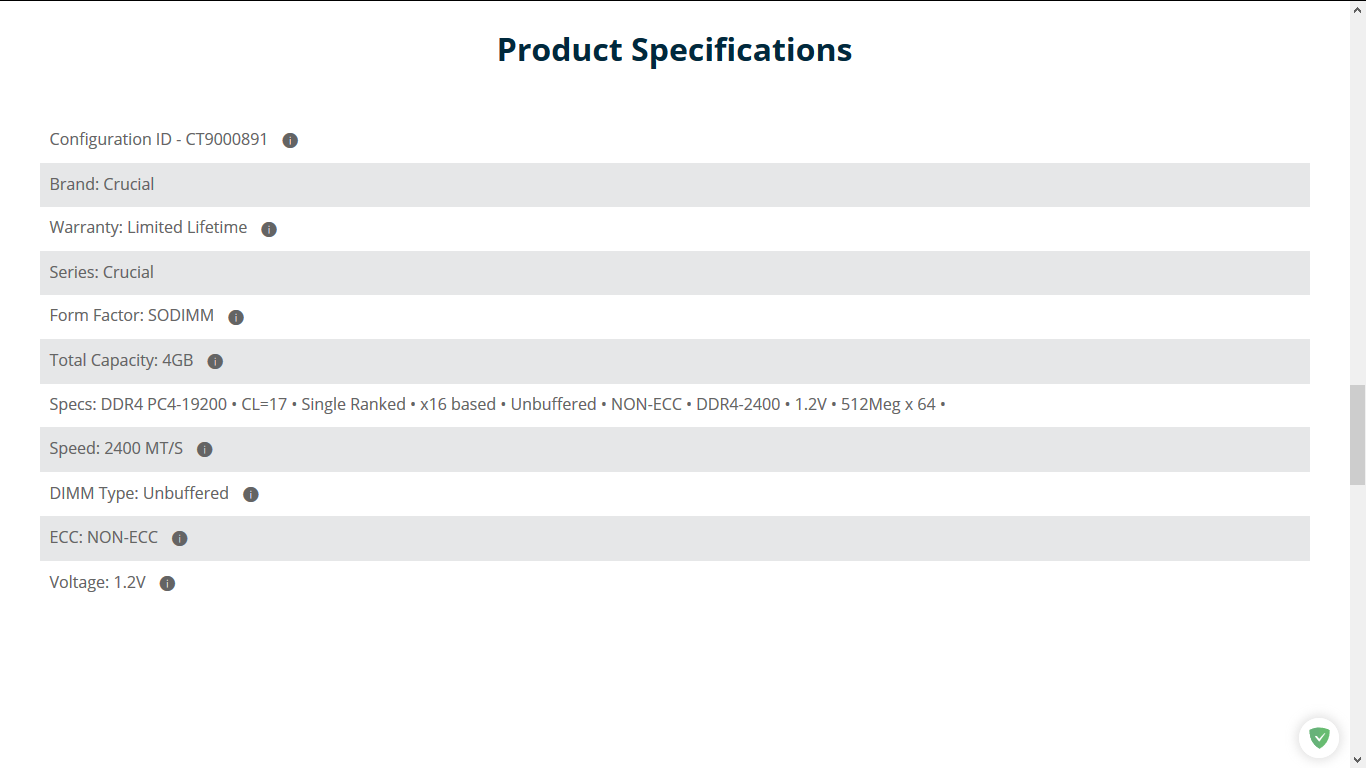 Product Specifications
Configuration ID - CT9000891
Brand: Crucial
Warranty: Limited Lifetime
Series: Crucial
Form Factor: SODIMM
Total Capacity: 4GB
Specs: DDR4 PC4-19200 • CL=17 • Single Ranked • x16 based • Unbuffered • NON-ECC • DDR4-2400 • 1.2V • 512Meg x 64 •
Speed: 2400 MT/S
DIMM Type: Unbuffered
ECC: NON-ECC
Voltage: 1.2V